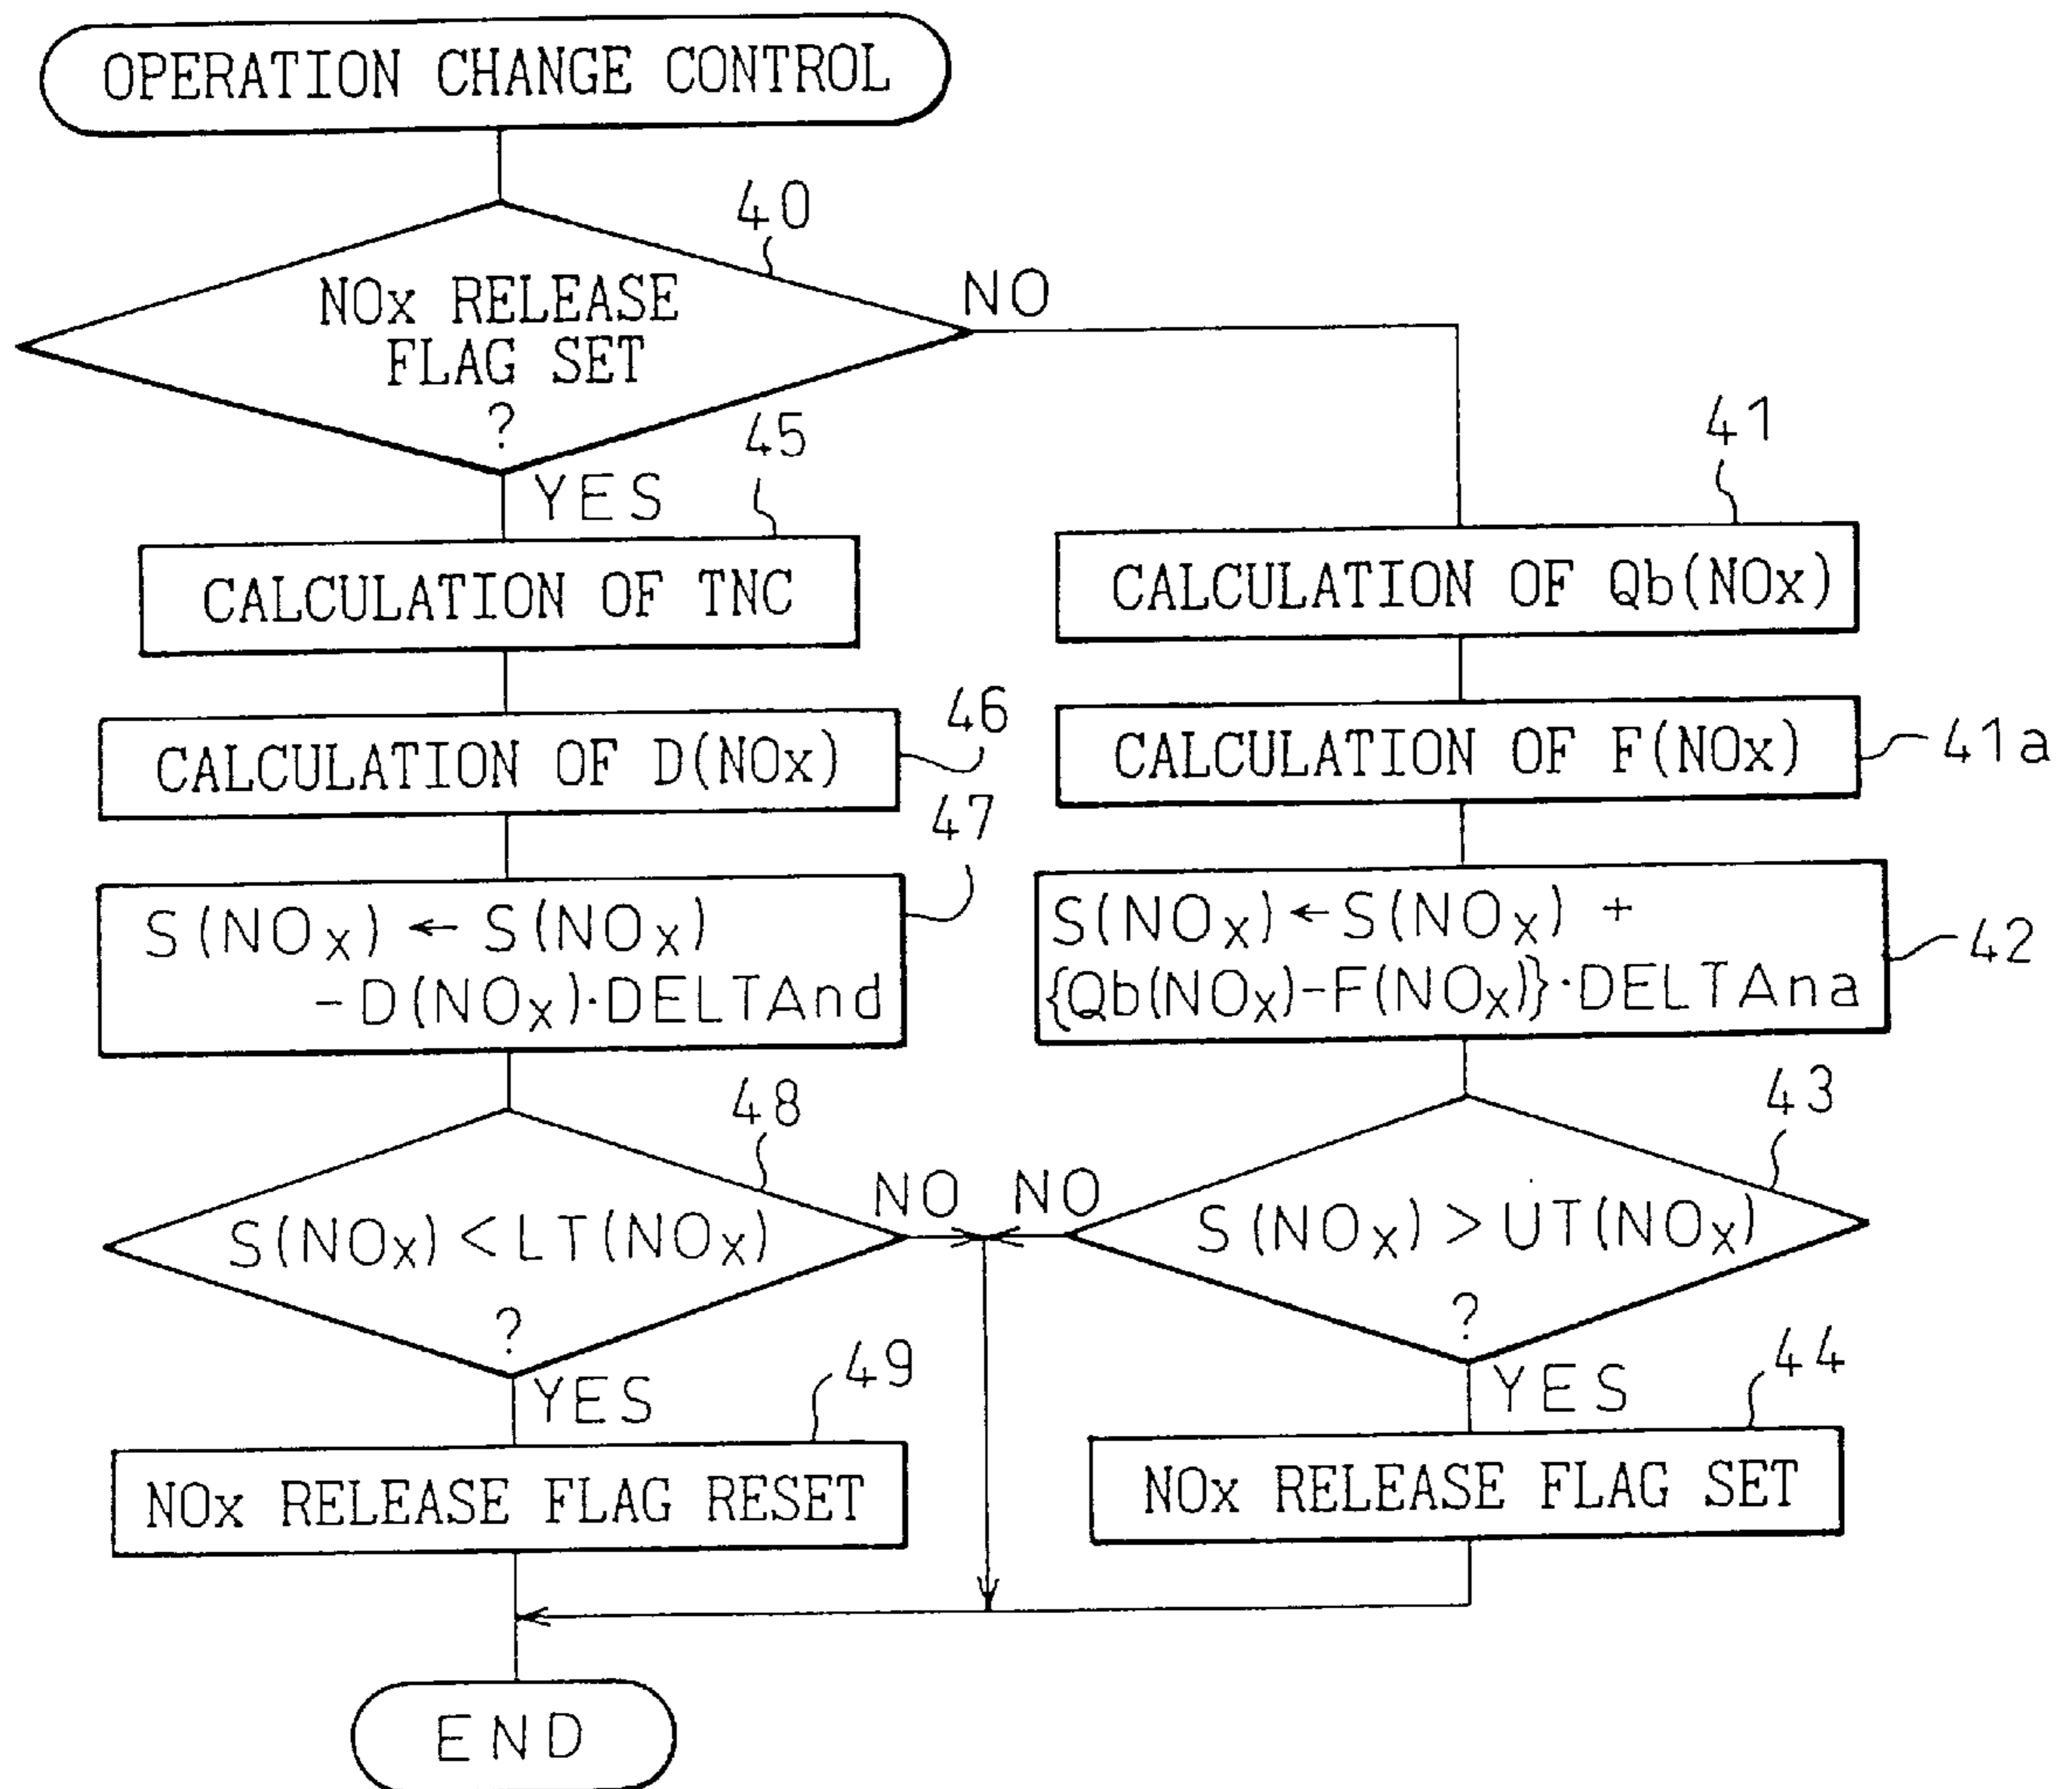 OPERATION CHANGE CONTROL
40
NOx RELEASE
FLAG SET
?
NO
YES
45
CALCULATION OF TNC
41
CALCULATION OF Qb(NOx)
46
CALCULATION OF D(NOx)
CALCULATION OF F(NOx)
41a
47
S(NOx) ← S(NOx)
-D(NOx)·DELTAnd
S(NOx) ← S(NOx) +
{Qb(NOx)-F(NOx)}·DELTAna
42
48
S(NOx) < LT(NOx)
?
NO
YES
43
NO
S(NOx) > UT(NOx)
?
YES
49
NOx RELEASE FLAG RESET
44
NOx RELEASE FLAG SET
END